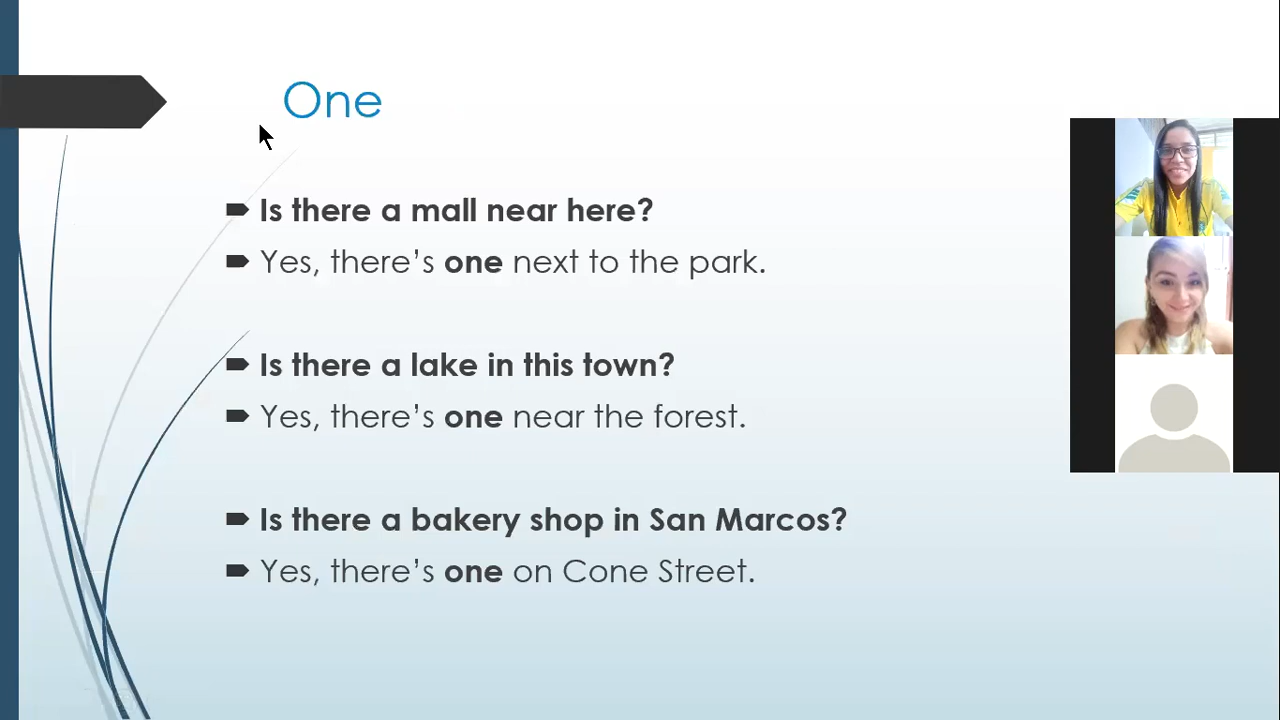 One
Is there a mall near here?
Yes, there's one next to the park.
Is there a lake in this town?
Yes, there's one near the forest.
Is there a bakery shop in San Marcos?
Yes, there's one on Cone Street.